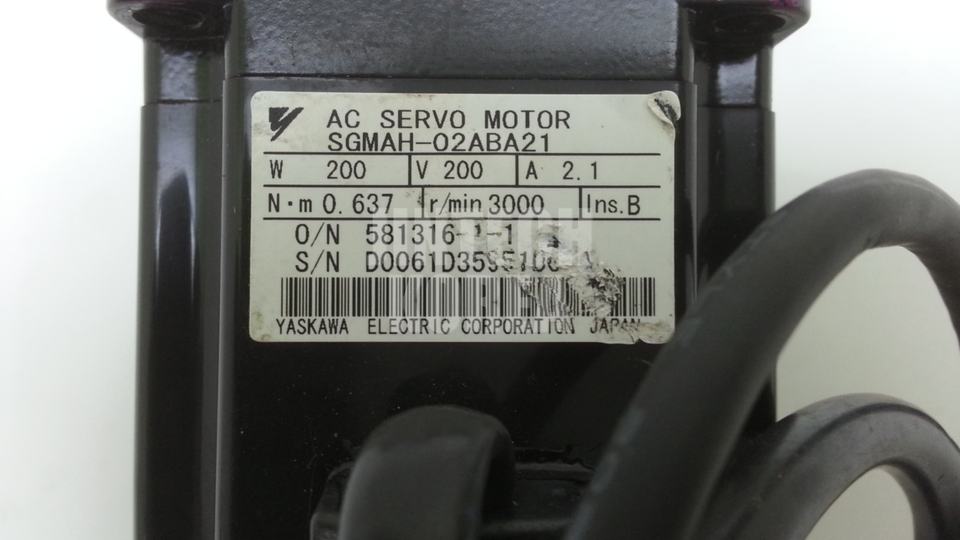 AC SERVO MOTOR
SGMAH-02ABA21
W 200 V 200 A 2.1
N·m 0.637 r/min 3000 Ins.B
O/N
S/N
YASKAWA ELECTRIC CORPORATION JAPAN